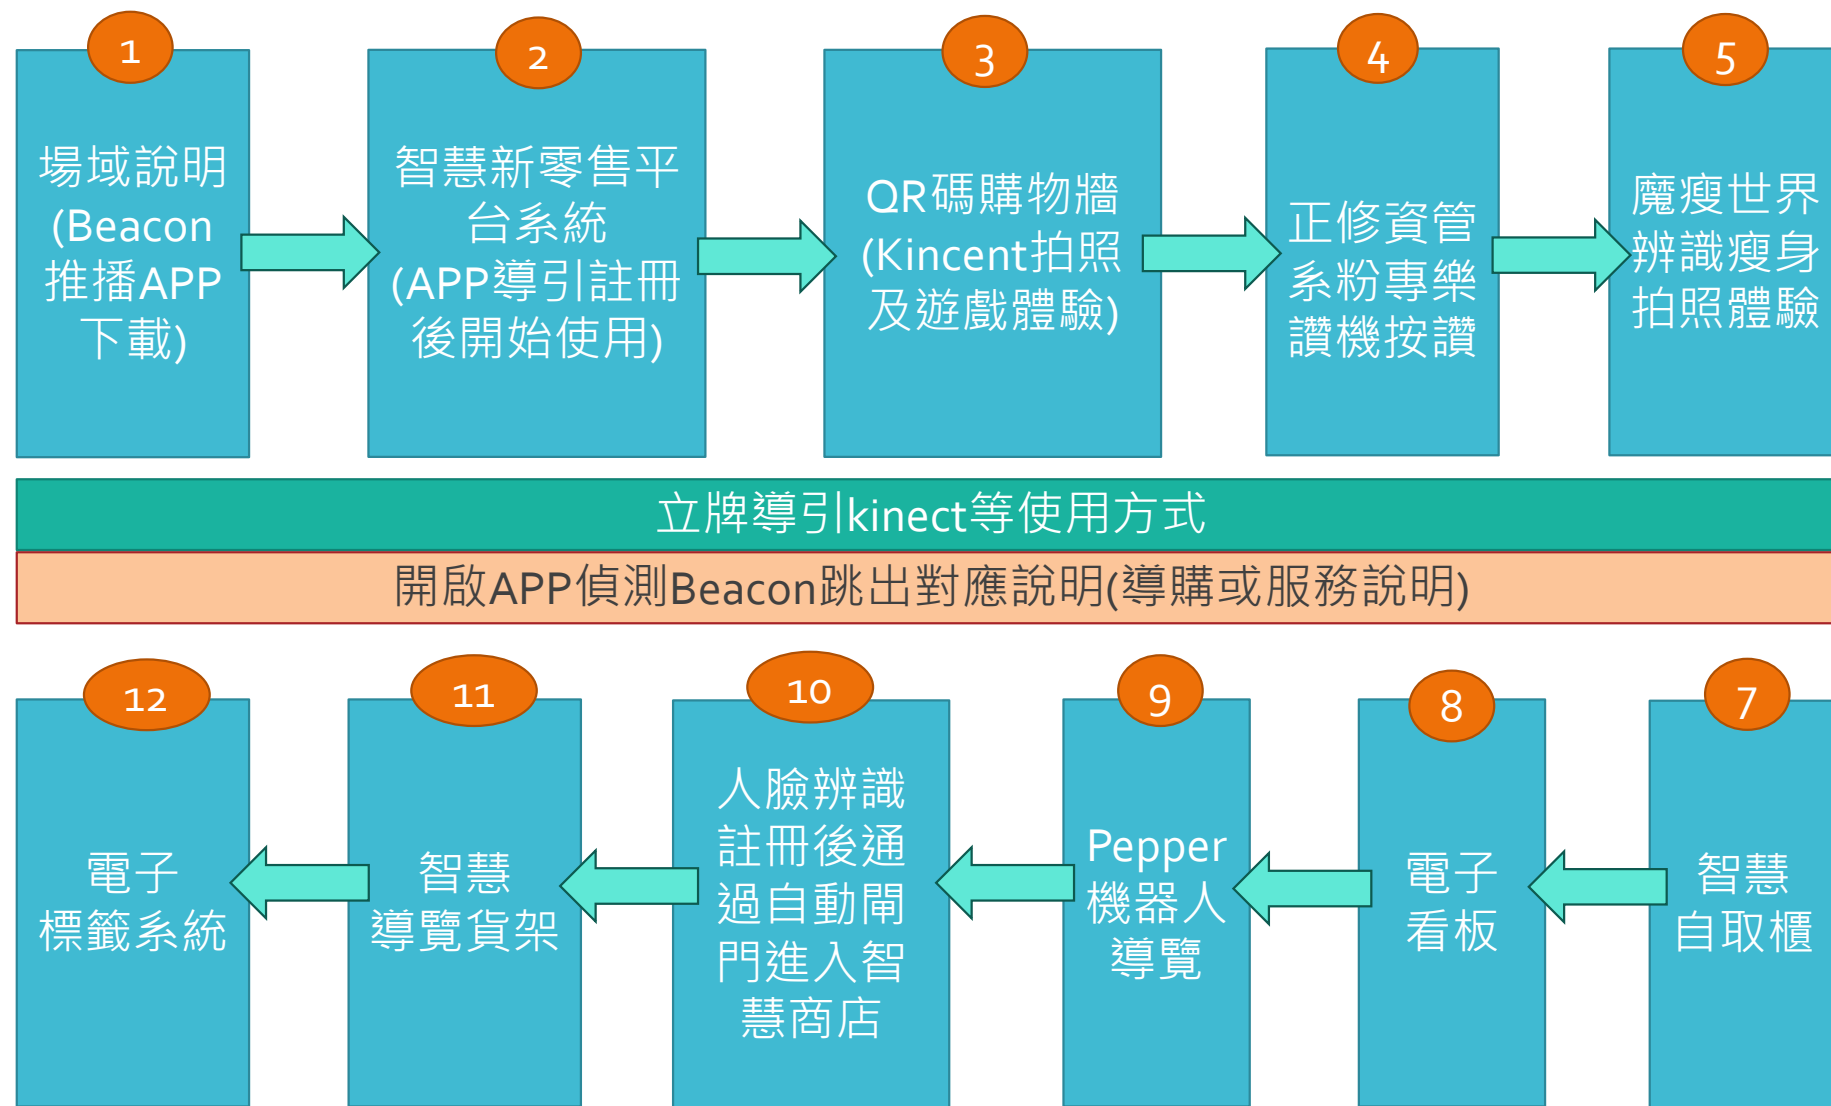 1
場域說明
(Beacon
推播APP
下載)
2
智慧新零售平
台系統
(APP導引註冊
後開始使用)
3
QR碼購物牆
(Kincent拍照
及遊戲體驗)
4
正修資管
系粉專樂
讚機按讚
5
魔瘦世界
辨識瘦身
拍照體驗
立牌導引kinect等使用方式
開啟APP偵測Beacon跳出對應說明(導購或服務說明)
12
電子
標籤系統
11
智慧
導覽貨架
10
人臉辨識
註冊後通
過自動閘
門進入智
慧商店
9
Pepper
機器人
導覽
8
電子
看板
7
智慧
自取櫃